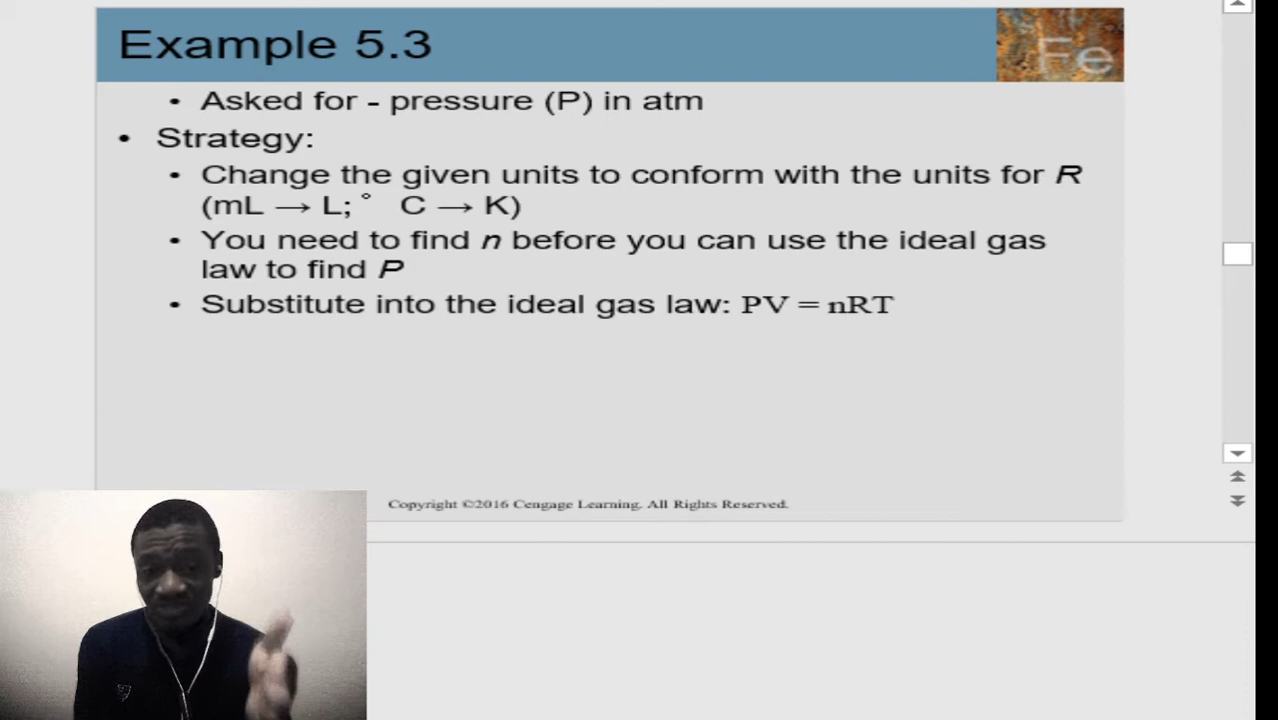 Example 5.3
Fe
• Asked for - pressure (P) in atm
• Strategy:
• Change the given units to conform with the units for R
(mL → L; ° C → K)
• You need to find n before you can use the ideal gas
law to find P
• Substitute into the ideal gas law: PV = nRT
Copyright ©2016 Cengage Learning. All Rights Reserved.